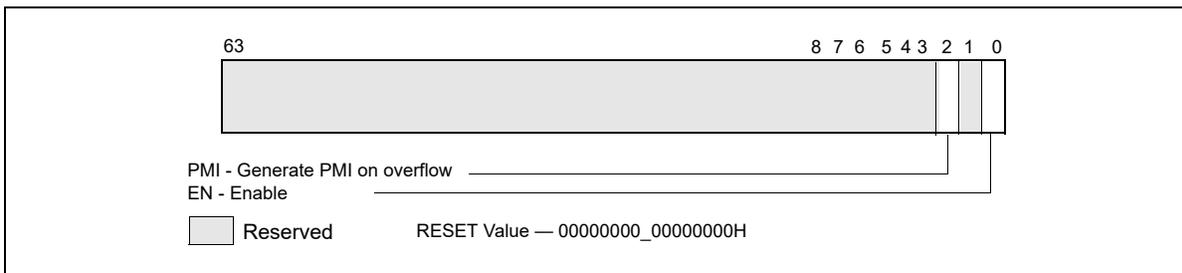 63 8 7 6 5 4 3 2 1 0
PMI - Generate PMI on overflow
EN - Enable
Reserved RESET Value — 00000000_00000000H